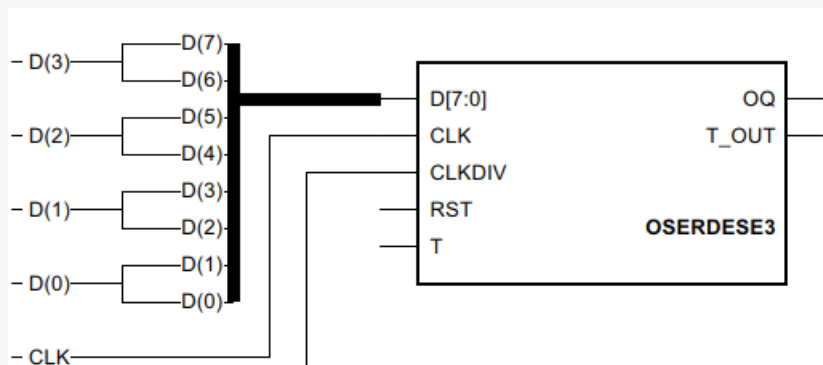 D(3)
D(7)
D(6)
D(2)
D(5)
D(4)
D(1)
D(3)
D(2)
D(0)
D(1)
D(0)
CLK
D[7:0]
CLK
CLKDIV
RST
T
OQ
T_OUT
OSERDESE3